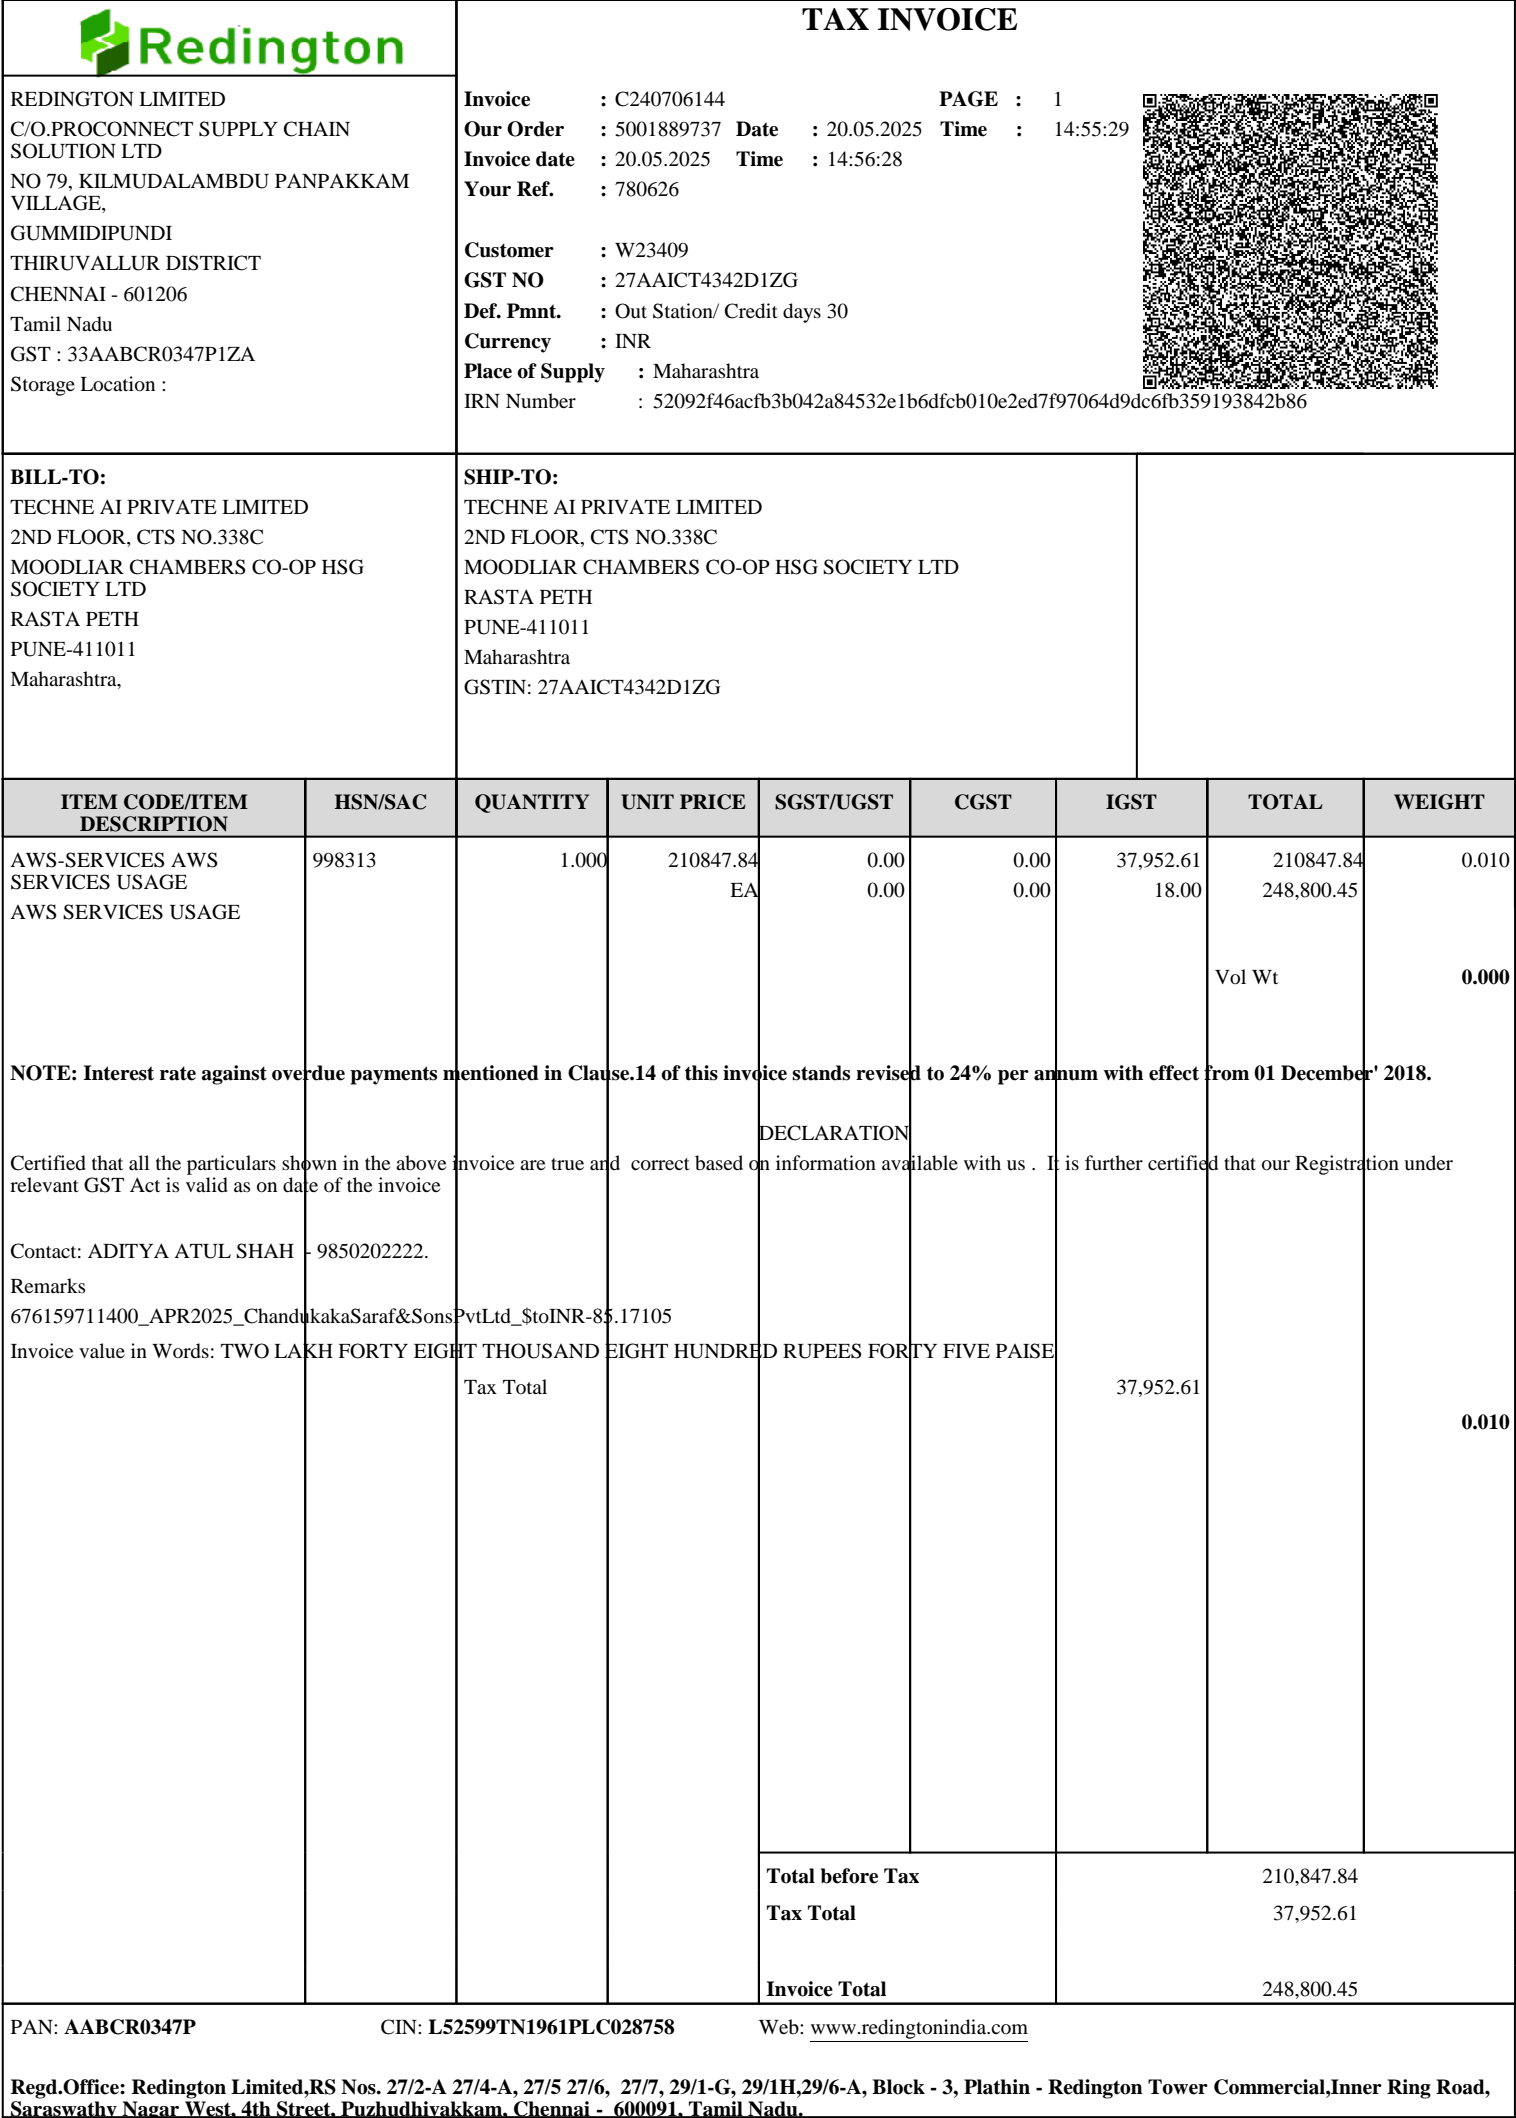 Redington
TAX INVOICE
REDINGTON LIMITED
C/O.PROCONNECT SUPPLY CHAIN
SOLUTION LTD
NO 79, KILMUDALAMBDU PANPAKKAM
VILLAGE,
GUMMIDIPUNDI
THIRUVALLUR DISTRICT
CHENNAI - 601206
Tamil Nadu
GST : 33AABCR0347P1ZA
Storage Location :
Invoice : C240706144 PAGE : 1
Our Order : 5001889737 Date : 20.05.2025 Time : 14:55:29
Invoice date : 20.05.2025 Time : 14:56:28
Your Ref. : 780626
Customer : W23409
GST NO : 27AAICT4342D1ZG
Def. Pmnt. : Out Station/ Credit days 30
Currency : INR
Place of Supply : Maharashtra
IRN Number : 52092f46acfb3b042a84532e1b6dfcb010e2ed7f97064d9dc6fb359193842b86
BILL-TO:
TECHNE AI PRIVATE LIMITED
2ND FLOOR, CTS NO.338C
MOODLIAR CHAMBERS CO-OP HSG
SOCIETY LTD
RASTA PETH
PUNE-411011
Maharashtra,
SHIP-TO:
TECHNE AI PRIVATE LIMITED
2ND FLOOR, CTS NO.338C
MOODLIAR CHAMBERS CO-OP HSG SOCIETY LTD
RASTA PETH
PUNE-411011
Maharashtra
GSTIN: 27AAICT4342D1ZG
ITEM CODE/ITEM DESCRIPTION HSN/SAC QUANTITY UNIT PRICE SGST/UGST CGST IGST TOTAL WEIGHT
AWS-SERVICES AWS 998313 1.000 210847.84 0.00 0.00 37,952.61 210847.84 0.010
SERVICES USAGE EA 0.00 0.00 18.00 248,800.45
AWS SERVICES USAGE
Vol Wt 0.000
NOTE: Interest rate against overdue payments mentioned in Clause.14 of this invoice stands revised to 24% per annum with effect from 01 December' 2018.
DECLARATION
Certified that all the particulars shown in the above invoice are true and correct based on information available with us . It is further certified that our Registration under
relevant GST Act is valid as on date of the invoice
Contact: ADITYA ATUL SHAH - 9850202222.
Remarks
676159711400_APR2025_ChandukakaSaraf&SonsPvtLtd_$toINR-85.17105
Invoice value in Words: TWO LAKH FORTY EIGHT THOUSAND EIGHT HUNDRED RUPEES FORTY FIVE PAISE
Tax Total 37,952.61
0.010
Total before Tax 210,847.84
Tax Total 37,952.61
Invoice Total 248,800.45
PAN: AABCR0347P CIN: L52599TN1961PLC028758 Web: www.redingtonindia.com
Regd.Office: Redington Limited,RS Nos. 27/2-A 27/4-A, 27/5 27/6, 27/7, 29/1-G, 29/1H,29/6-A, Block - 3, Plathin - Redington Tower Commercial,Inner Ring Road,
Saraswathy Nagar West, 4th Street, Puzhudhivakkam, Chennai - 600091, Tamil Nadu.